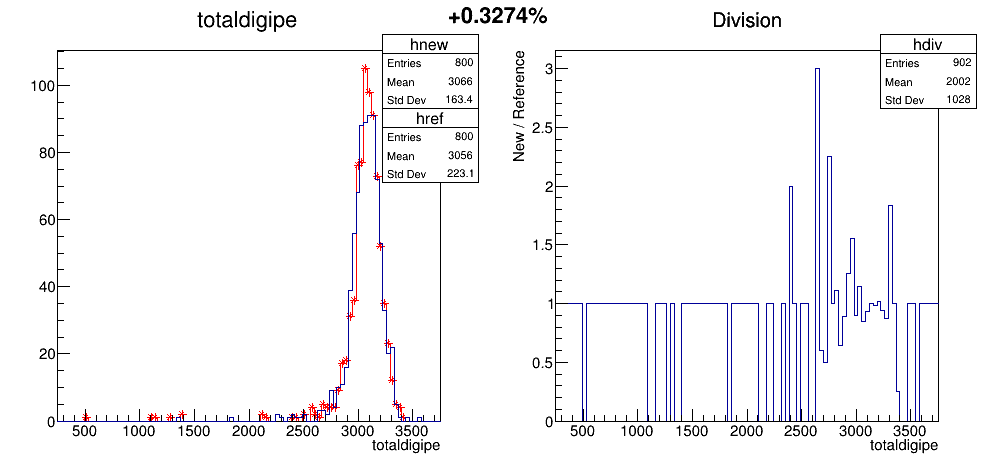 totaldigipe
+0.3274%
Division
hnew
Entries 800
Mean 3066
Std Dev 163.4
href
Entries 800
Mean 3056
Std Dev 223.1
100
80
60
40
20
0
500 1000 1500 2000 2500 3000 3500
totaldigipe
hdiv
Entries 902
Mean 2002
Std Dev 1028
New / Reference
3
2.5
2
1.5
1
0.5
0
500 1000 1500 2000 2500 3000 3500
totaldigipe